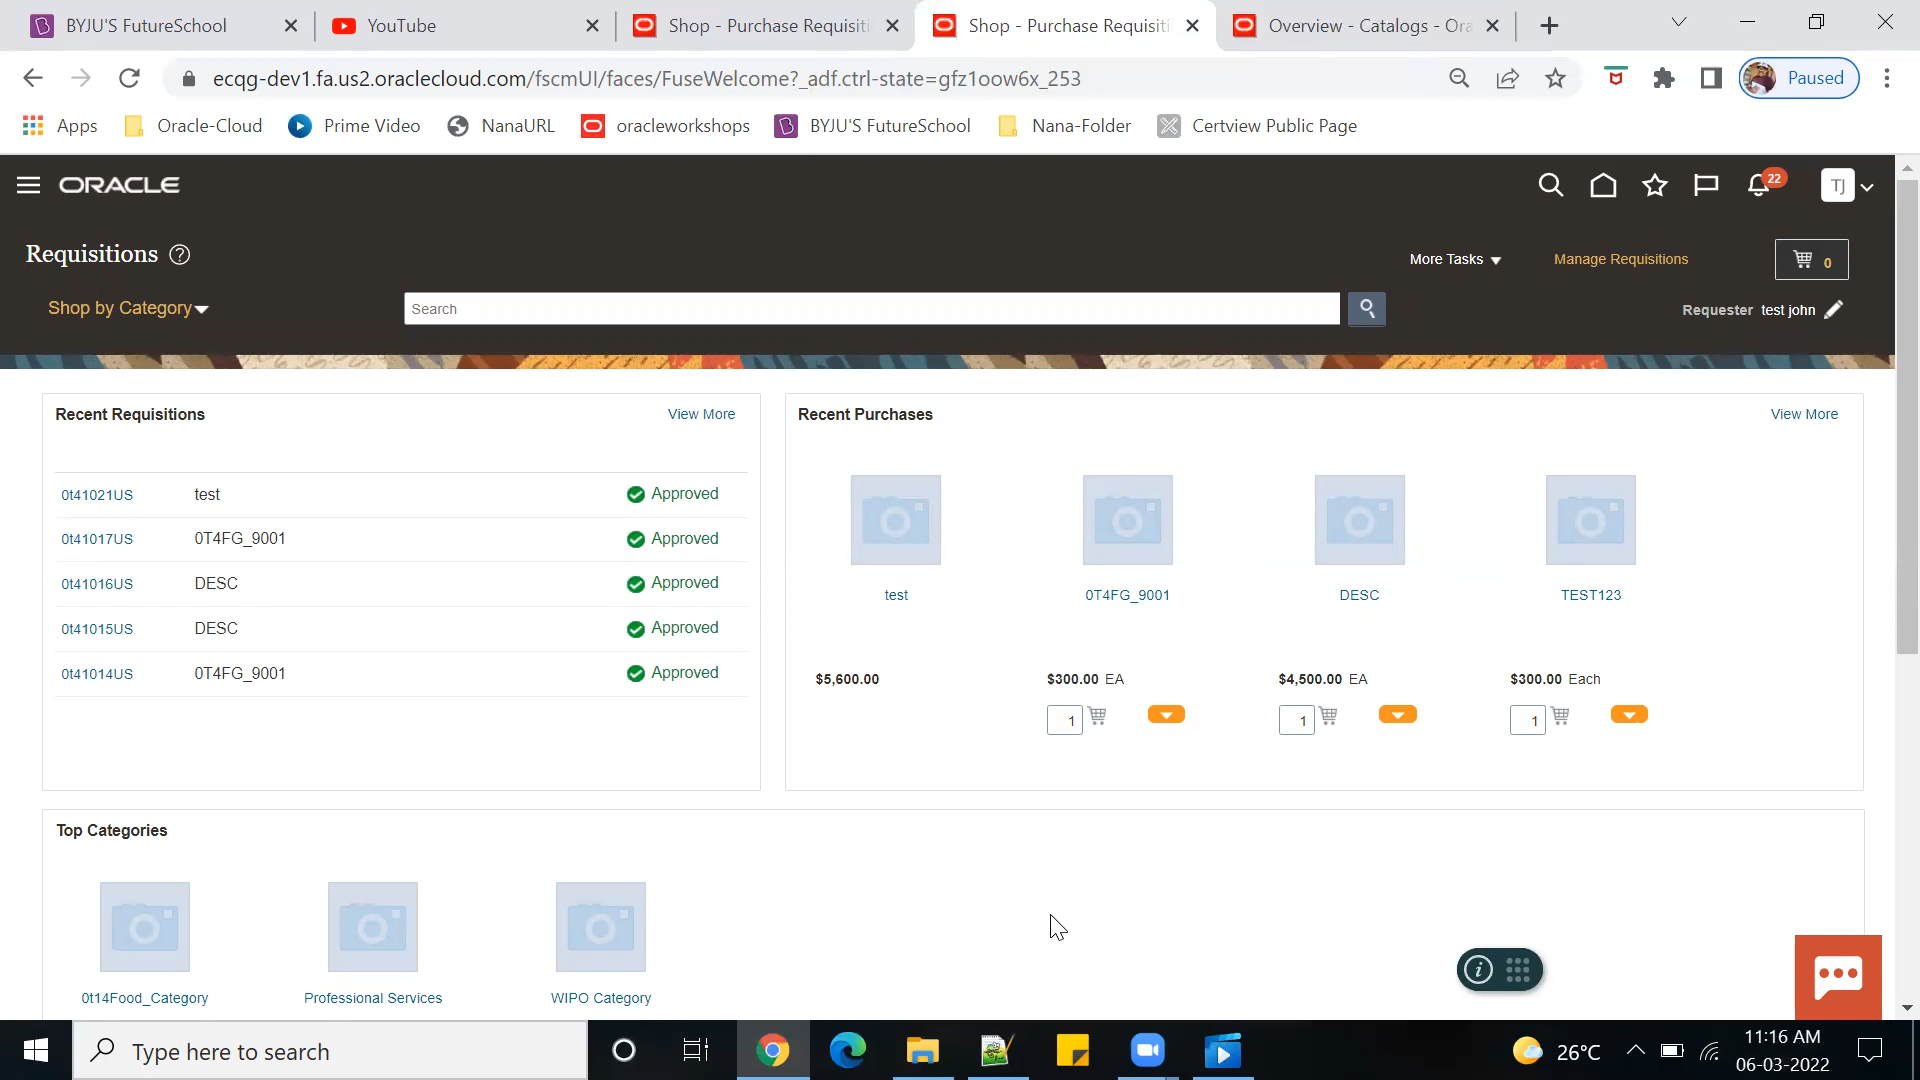 BYJU'S FutureSchool
YouTube
Shop - Purchase Requisiti
Shop - Purchase Requisiti
Overview - Catalogs - Ora
ecqg-dev1.fa.us2.oraclecloud.com/fscmUI/faces/FuseWelcome?_adf.ctrl-state=gfz1oow6x_253
Paused
Apps
Oracle-Cloud
Prime Video
NanaURL
oracleworkshops
BYJU'S FutureSchool
Nana-Folder
Certview Public Page
ORACLE
22
TJ
Requisitions
More Tasks
Manage Requisitions
0
Shop by Category
Search
Requester test john
Recent Requisitions
View More
0t41021US test Approved
0t41017US 0T4FG_9001 Approved
0t41016US DESC Approved
0t41015US DESC Approved
0t41014US 0T4FG_9001 Approved
Recent Purchases
View More
test
0T4FG_9001
DESC
TEST123
$5,600.00
$300.00 EA
$4,500.00 EA
$300.00 Each
1
1
1
Top Categories
0t14Food_Category
Professional Services
WIPO Category
Type here to search
26°C
11:16 AM
06-03-2022